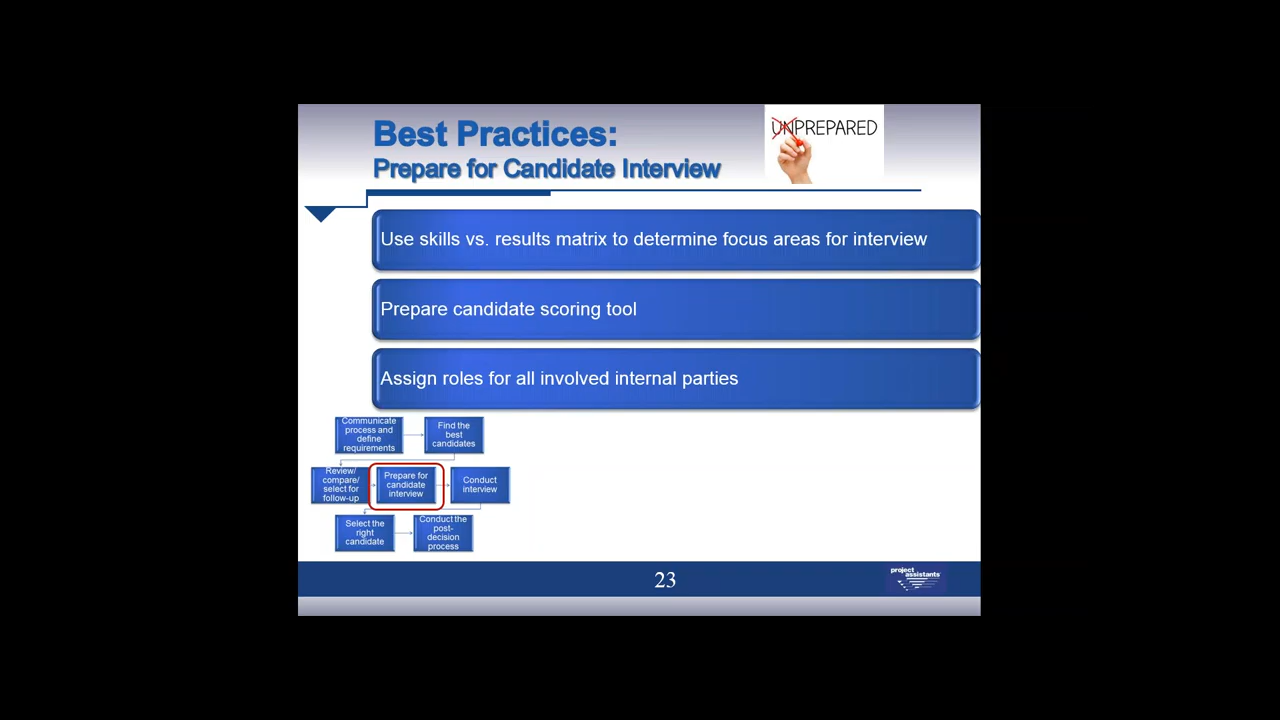 Best Practices:
Prepare for Candidate Interview
UNPREPARED
Use skills vs. results matrix to determine focus areas for interview
Prepare candidate scoring tool
Assign roles for all involved internal parties
Communicate
process and
define
requirements
Find the
best
candidates
Review/
compare/
select for
follow-up
Prepare for
candidate
interview
Conduct
interview
Select the
right
candidate
Conduct the
post-
decision
process
23
project
assistants